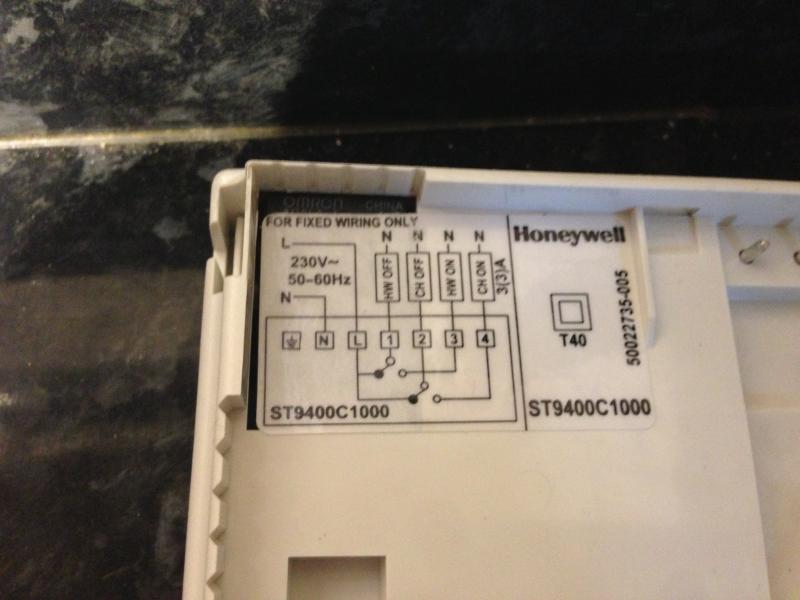 OMRON CHINA
FOR FIXED WIRING ONLY
L
230V~
50-60Hz
N
N N N N
HW OFF
CH OFF
HW ON
CH ON
3(3)A
N L 1 2 3 4
ST9400C1000
Honeywell
T40
50022735-005
ST9400C1000